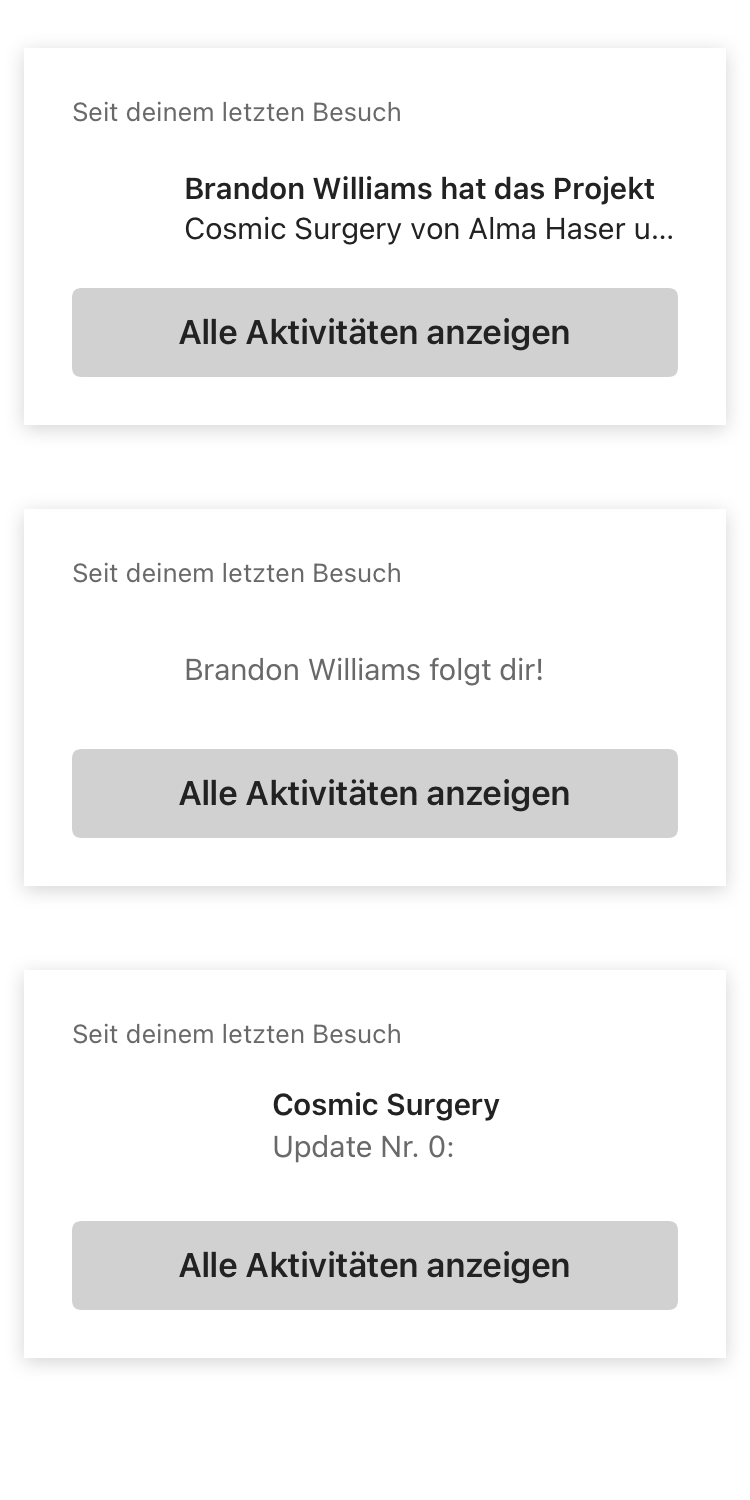 Seit deinem letzten Besuch
Brandon Williams hat das Projekt
Cosmic Surgery von Alma Haser u...
Alle Aktivitäten anzeigen
Seit deinem letzten Besuch
Brandon Williams folgt dir!
Alle Aktivitäten anzeigen
Seit deinem letzten Besuch
Cosmic Surgery
Update Nr. 0:
Alle Aktivitäten anzeigen